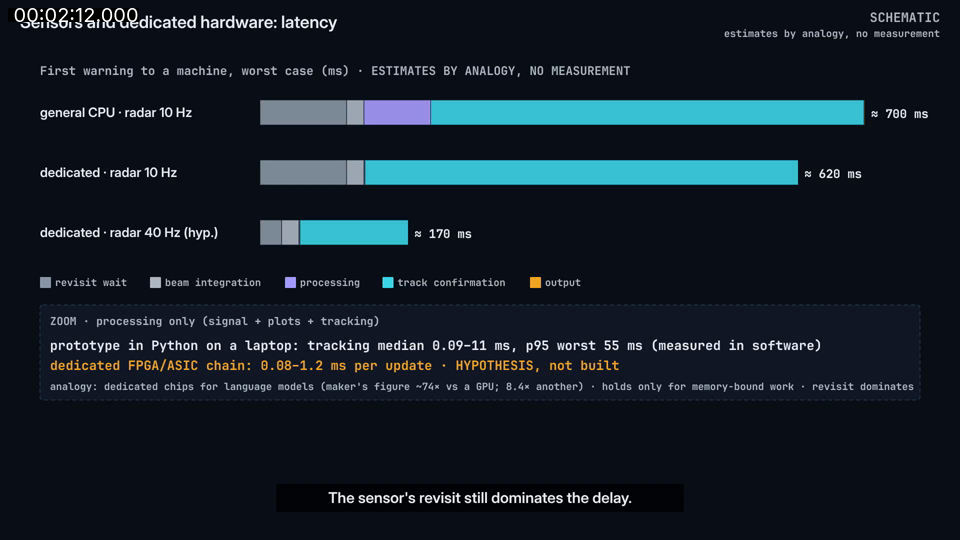 00:02:12.000
Sensors and dedicated hardware: latency
SCHEMATIC
estimates by analogy, no measurement
First warning to a machine, worst case (ms) · ESTIMATES BY ANALOGY, NO MEASUREMENT
general CPU · radar 10 Hz
≈ 700 ms
dedicated · radar 10 Hz
≈ 620 ms
dedicated · radar 40 Hz (hyp.)
≈ 170 ms
revisit wait
beam integration
processing
track confirmation
output
ZOOM · processing only (signal + plots + tracking)
prototype in Python on a laptop: tracking median 0.09–11 ms, p95 worst 55 ms (measured in software)
dedicated FPGA/ASIC chain: 0.08–1.2 ms per update · HYPOTHESIS, not built
analogy: dedicated chips for language models (maker's figure ~74× vs a GPU; 8.4× another) · holds only for memory-bound work · revisit dominates
The sensor's revisit still dominates the delay.